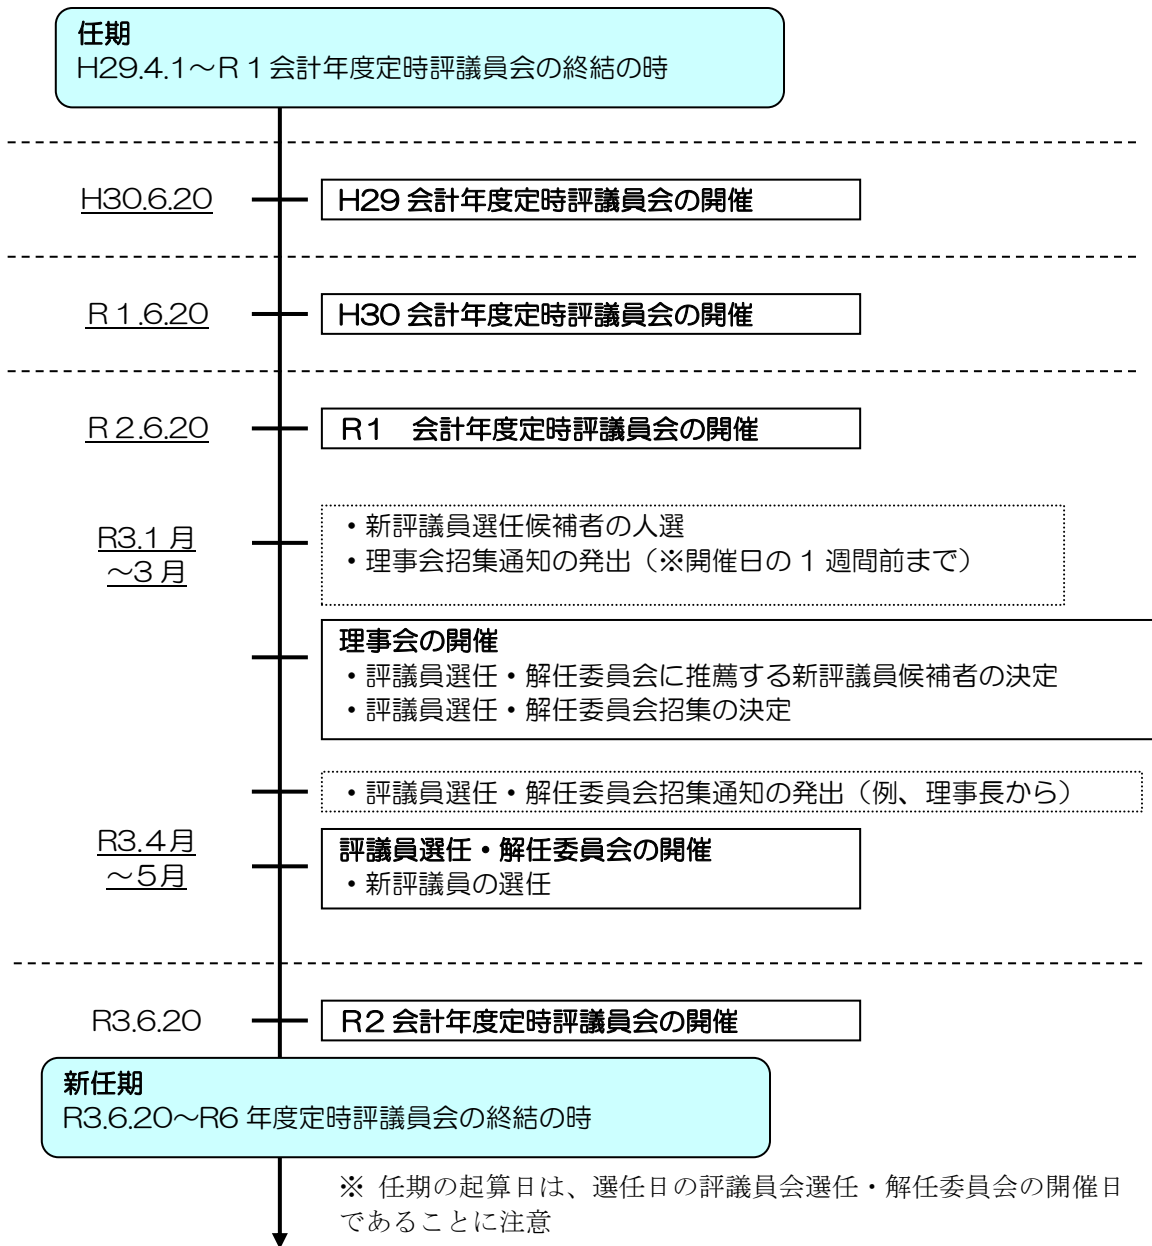 任期
H29.4.1～R１会計年度定時評議員会の終結の時
H30.6.20
H29 会計年度定時評議員会の開催
R１.6.20
H30 会計年度定時評議員会の開催
R２.6.20
R１　会計年度定時評議員会の開催
R3.1 月
～3 月
・新評議員選任候補者の人選
・理事会招集通知の発出（※開催日の 1 週間前まで）
理事会の開催
・評議員選任・解任委員会に推薦する新評議員候補者の決定
・評議員選任・解任委員会招集の決定
・評議員選任・解任委員会招集通知の発出（例、理事長から）
R3.４月
～５月
評議員選任・解任委員会の開催
・新評議員の選任
R3.6.20
R２会計年度定時評議員会の開催
新任期
R3.6.20～R6 年度定時評議員会の終結の時
※ 任期の起算日は、選任日の評議員会選任・解任委員会の開催日
であることに注意